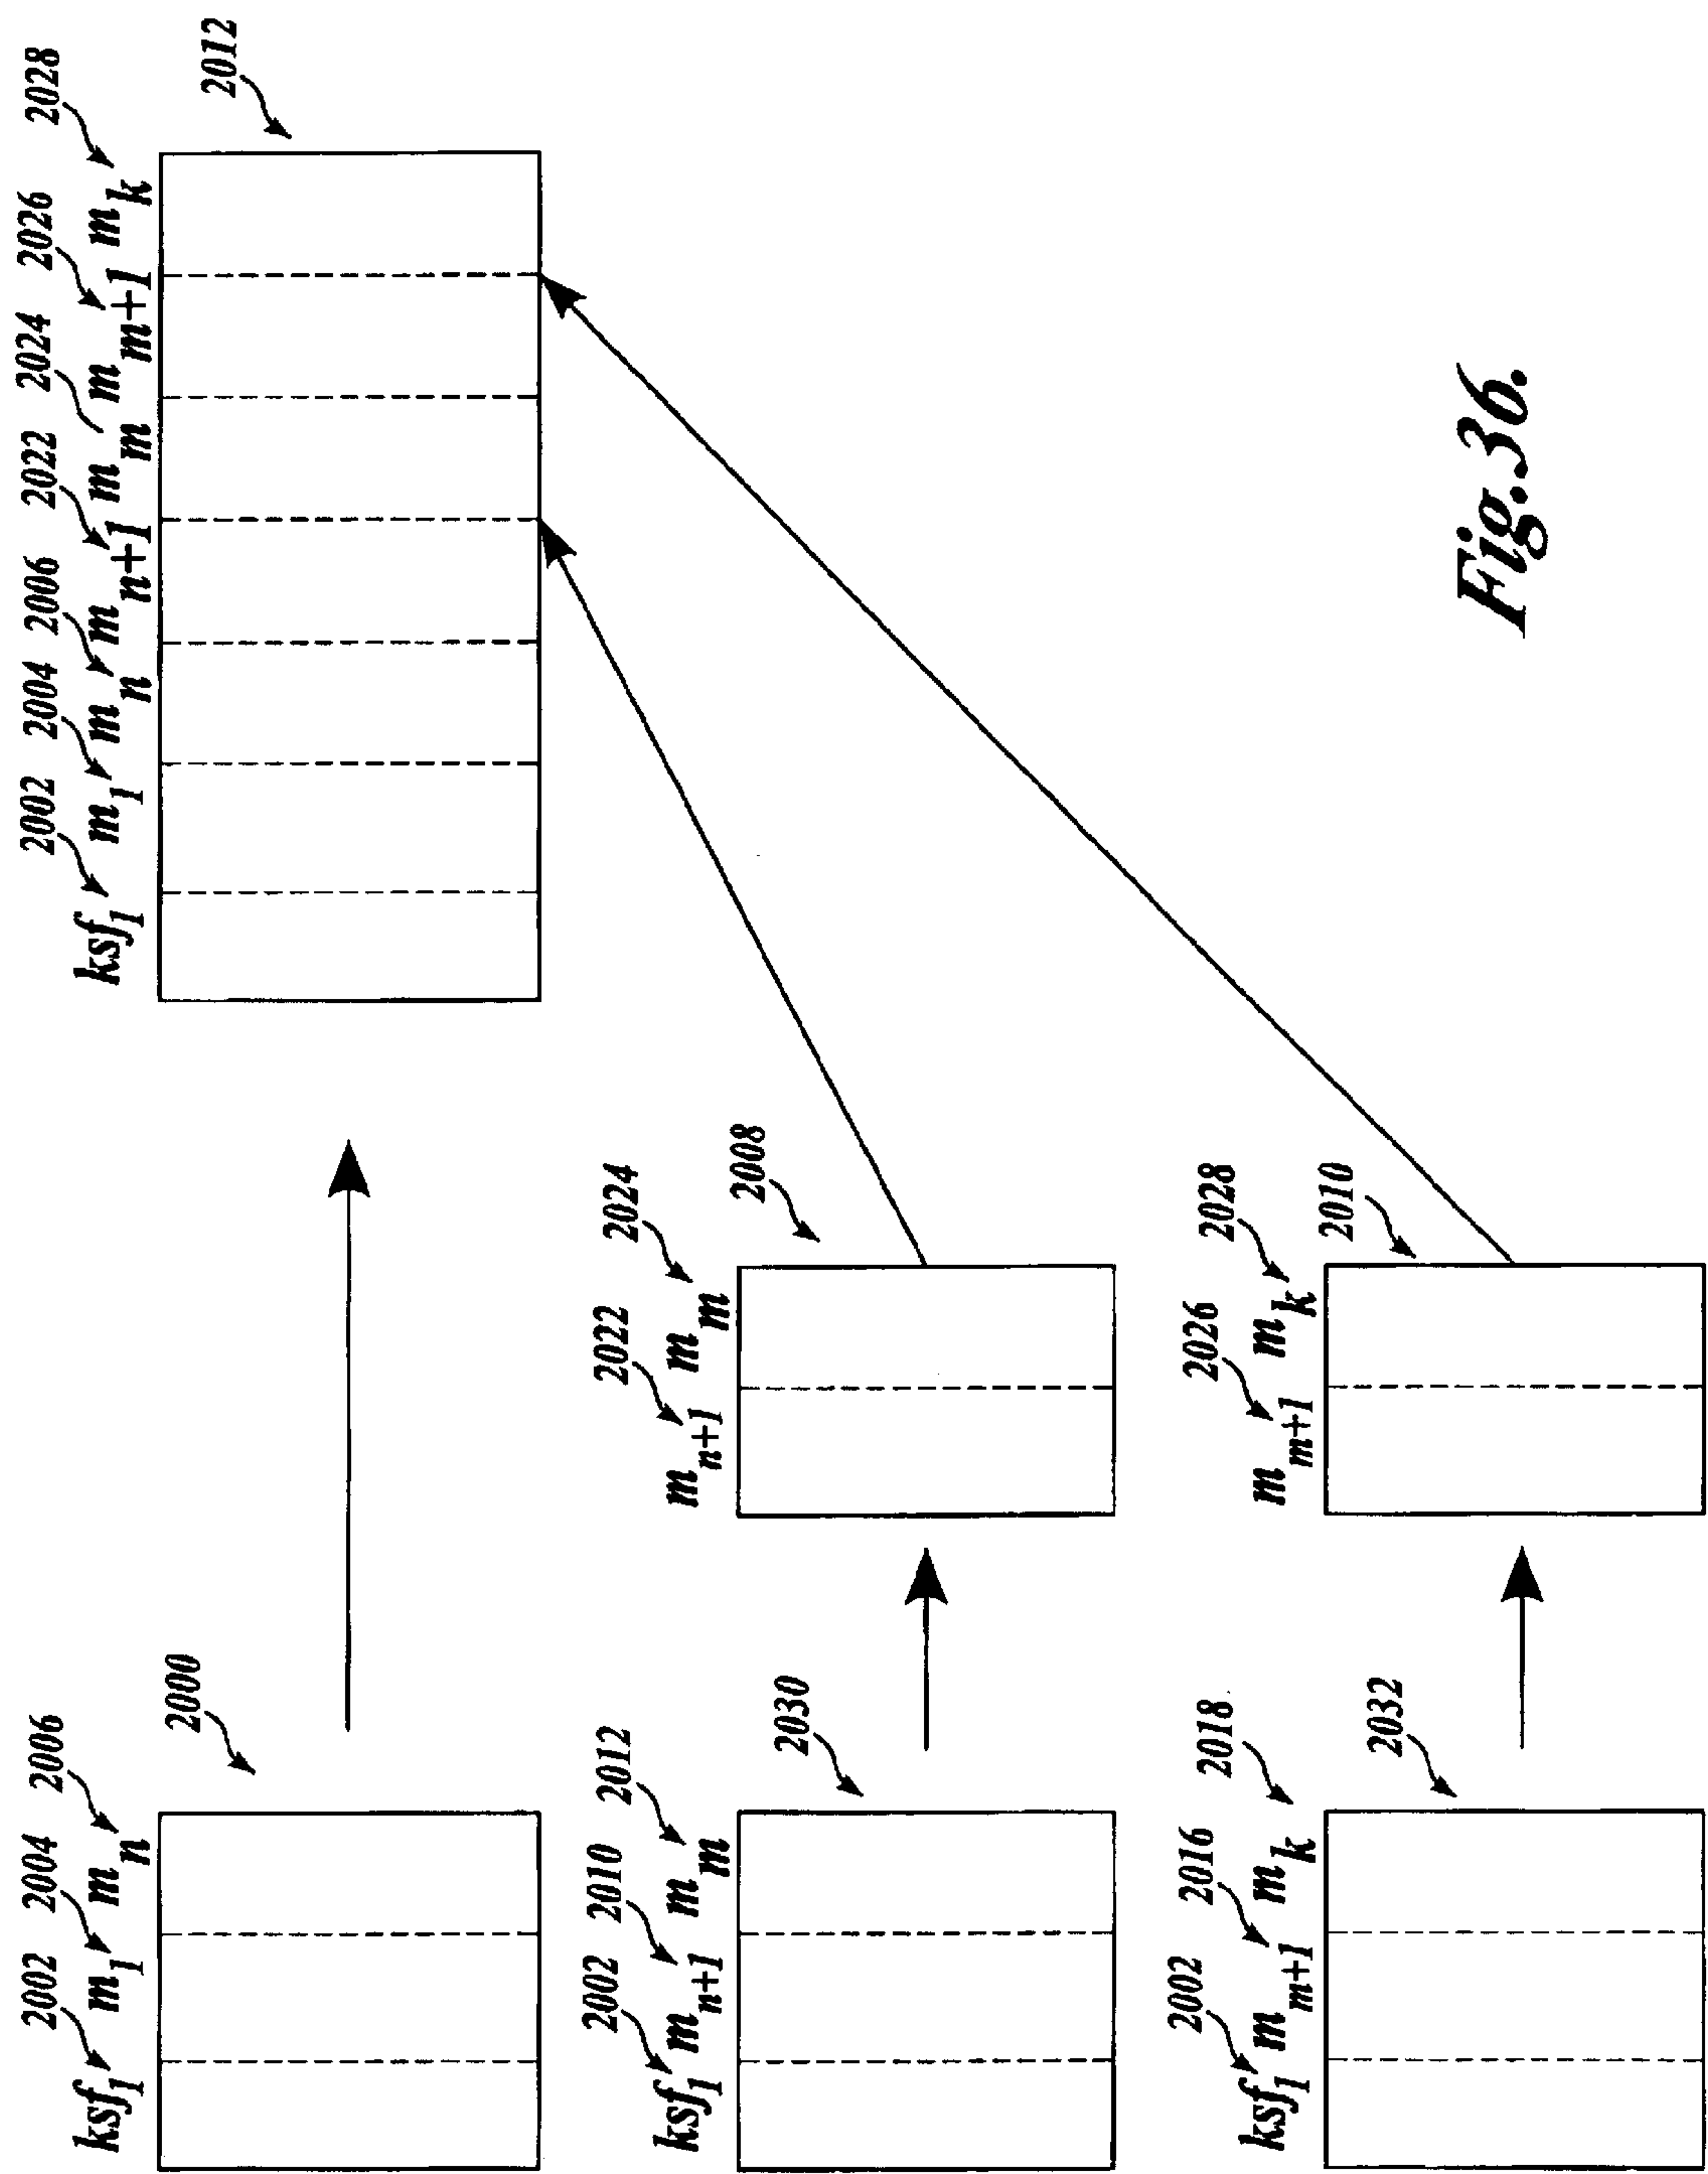 2002 2004 2006
ksf1 m1 mn
2000
2002 2010 2012
ksf1 mn+1 mm
2030
2002 2016 2018
ksf1 mm+1 mk
2032
2022 2024
mn+1 mm
2008
2026 2028
mm+1 mk
2010
2002 2004 2006 2022 2024 2026 2028
ksf1 m1 mn mn+1 mm mm+1 mk
2012
Fig.36.